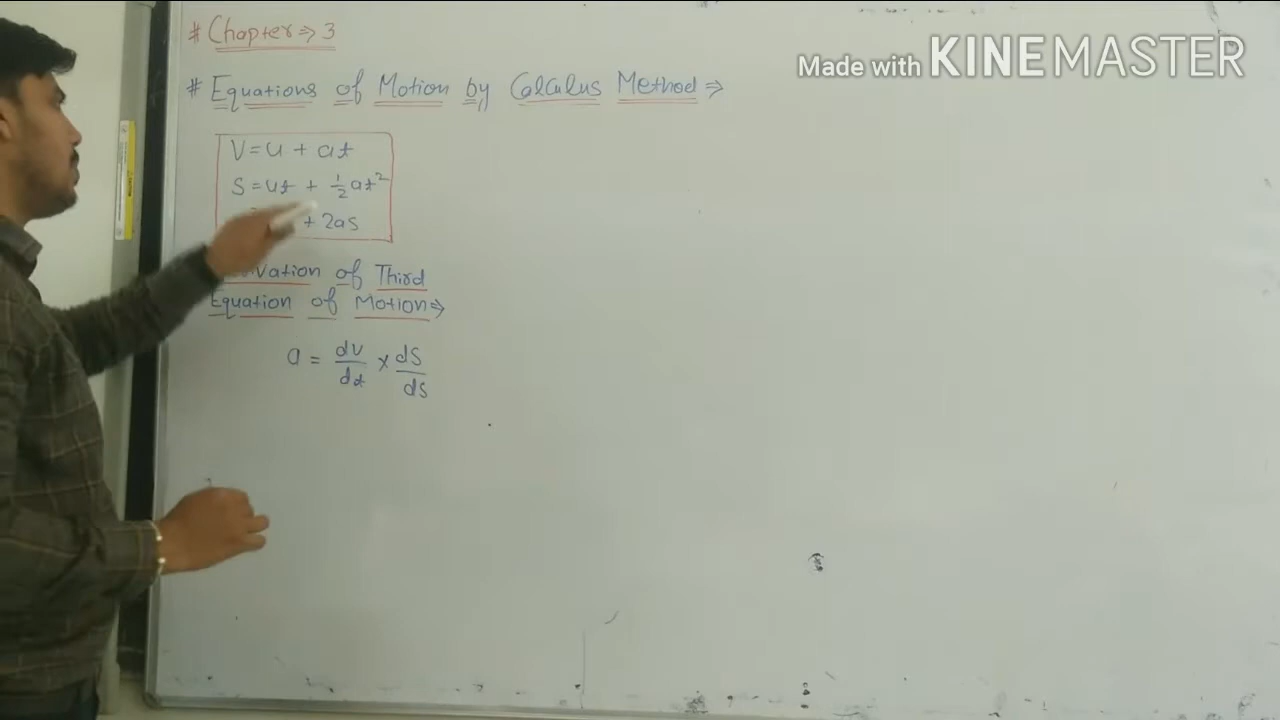 # Chapter ⇒ 3
Made with KINEMASTER
# Equations of Motion by Calculus Method ⇒
V = u + at
S = ut + ½at²
+ 2as
of Third
Equation of Motion ⇒
a = dv/dt × ds/ds